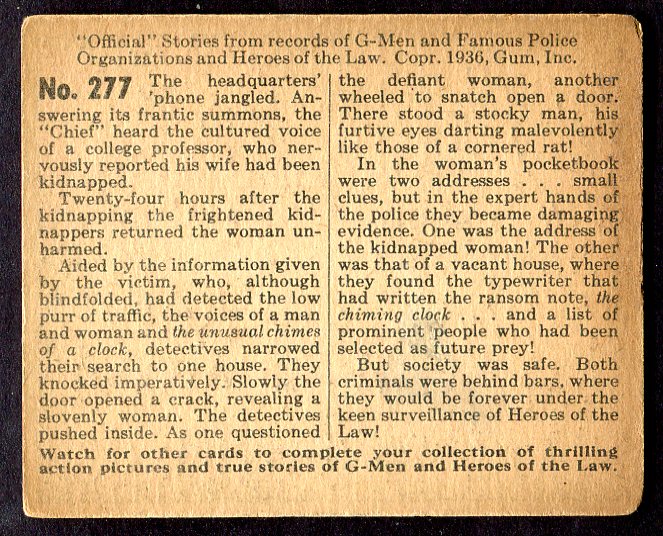 "Official" Stories from records of G-Men and Famous Police
Organizations and Heroes of the Law. Copr. 1936, Gum, Inc.
No. 277 The headquarters'
'phone jangled. An-
swering its frantic summons, the
"Chief" heard the cultured voice
of a college professor, who ner-
vously reported his wife had been
kidnapped.
Twenty-four hours after the
kidnapping the frightened kid-
nappers returned the woman un-
harmed.
Aided by the information given
by the victim, who, although
blindfolded, had detected the low
purr of traffic, the voices of a man
and woman and the unusual chimes
of a clock, detectives narrowed
their search to one house. They
knocked imperatively. Slowly the
door opened a crack, revealing a
slovenly woman. The detectives
pushed inside. As one questioned
the defiant woman, another
wheeled to snatch open a door.
There stood a stocky man, his
furtive eyes darting malevolently
like those of a cornered rat!
In the woman's pocketbook
were two addresses . . . small
clues, but in the expert hands of
the police they became damaging
evidence. One was the address of
the kidnapped woman! The other
was that of a vacant house, where
they found the typewriter that
had written the ransom note, the
chiming clock . . . and a list of
prominent people who had been
selected as future prey!
But society was safe. Both
criminals were behind bars, where
they would be forever under the
keen surveillance of Heroes of the
Law!
Watch for other cards to complete your collection of thrilling
action pictures and true stories of G-Men and Heroes of the Law.